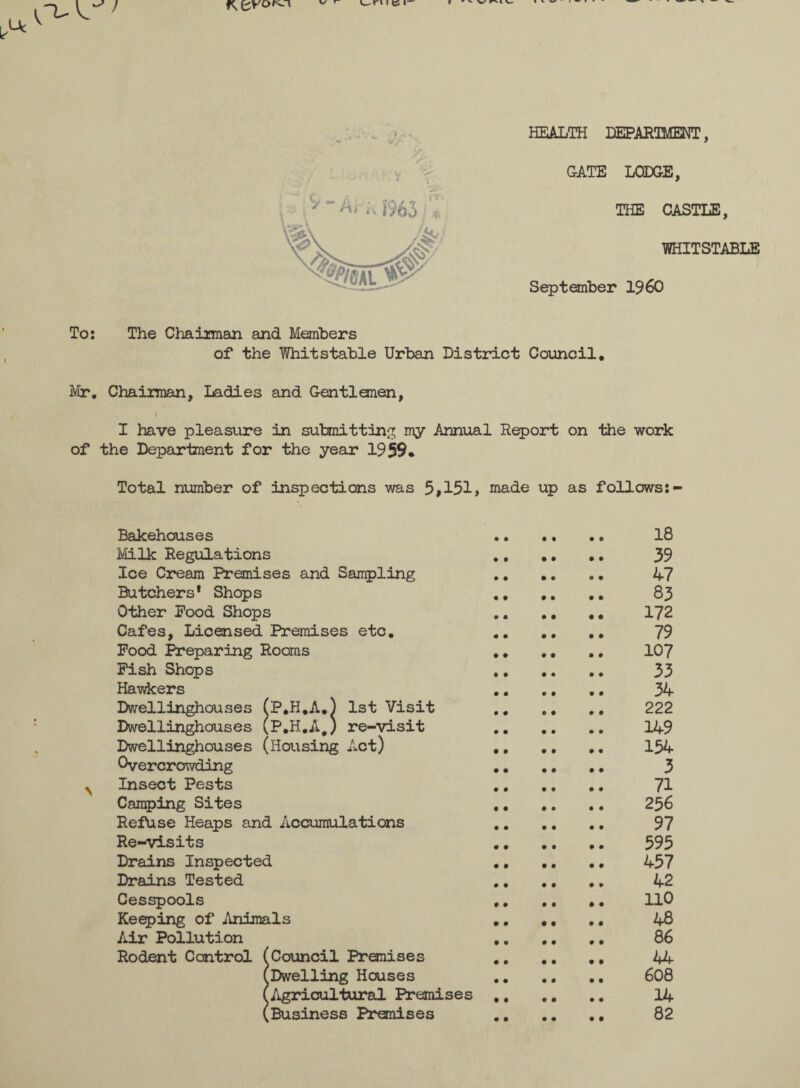 HEALTH DEPARTMENT,
GATE LODGE,
THE CASTLE,
WHITSTABLE
1963
TROPICAL MEDICINE
September 1960
To: The Chairman and Members
of the Whitstable Urban District Council.
Mr. Chairman, Ladies and Gentlemen,
I have pleasure in submitting my Annual Report on the work
of the Department for the year 1959.
Total number of inspections was 5,151, made up as follows:-
Bakehouses .. .. .. 18
Milk Regulations .. .. .. 39
Ice Cream Premises and Sampling .. .. .. 47
Butchers' Shops .. .. .. 83
Other Food Shops .. .. .. 172
Cafes, Licensed Premises etc. .. .. .. 79
Food Preparing Rooms .. .. .. 107
Fish Shops .. .. .. 33
Hawkers .. .. .. 34
Dwellinghouses (P.H.A.) 1st Visit .. .. .. 222
Dwellinghouses (P.H.A.) re-visit .. .. .. 149
Dwellinghouses (Housing Act) .. .. .. 154
Overcrowding .. .. .. 3
Insect Pests .. .. .. 71
Camping Sites .. .. .. 256
Refuse Heaps and Accumulations .. .. .. 97
Re-visits .. .. .. 595
Drains Inspected .. .. .. 457
Drains Tested .. .. .. 42
Cesspools .. .. .. 110
Keeping of Animals .. .. .. 48
Air Pollution .. .. .. 86
Rodent Control (Council Premises .. .. .. 44
(Dwelling Houses .. .. .. 608
(Agricultural Premises .. .. .. 14
(Business Premises .. .. .. 82